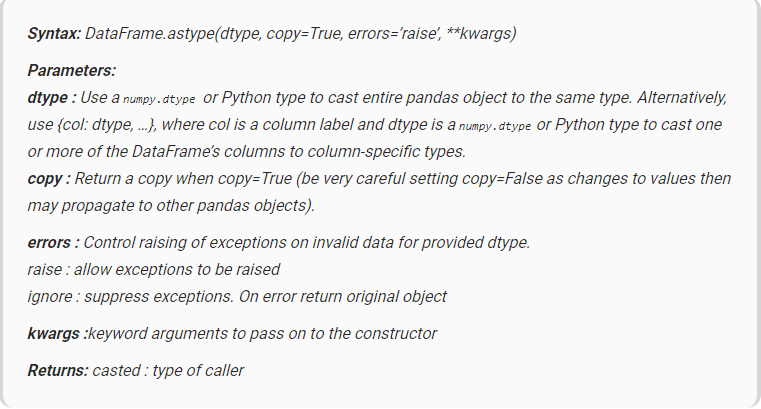 Syntax: DataFrame.astype(dtype, copy=True, errors=’raise’, **kwargs)
Parameters:
dtype : Use a numpy.dtype or Python type to cast entire pandas object to the same type. Alternatively,
use {col: dtype, …}, where col is a column label and dtype is a numpy.dtype or Python type to cast one
or more of the DataFrame’s columns to column-specific types.
copy : Return a copy when copy=True (be very careful setting copy=False as changes to values then
may propagate to other pandas objects).
errors : Control raising of exceptions on invalid data for provided dtype.
raise : allow exceptions to be raised
ignore : suppress exceptions. On error return original object
kwargs :keyword arguments to pass on to the constructor
Returns: casted : type of caller